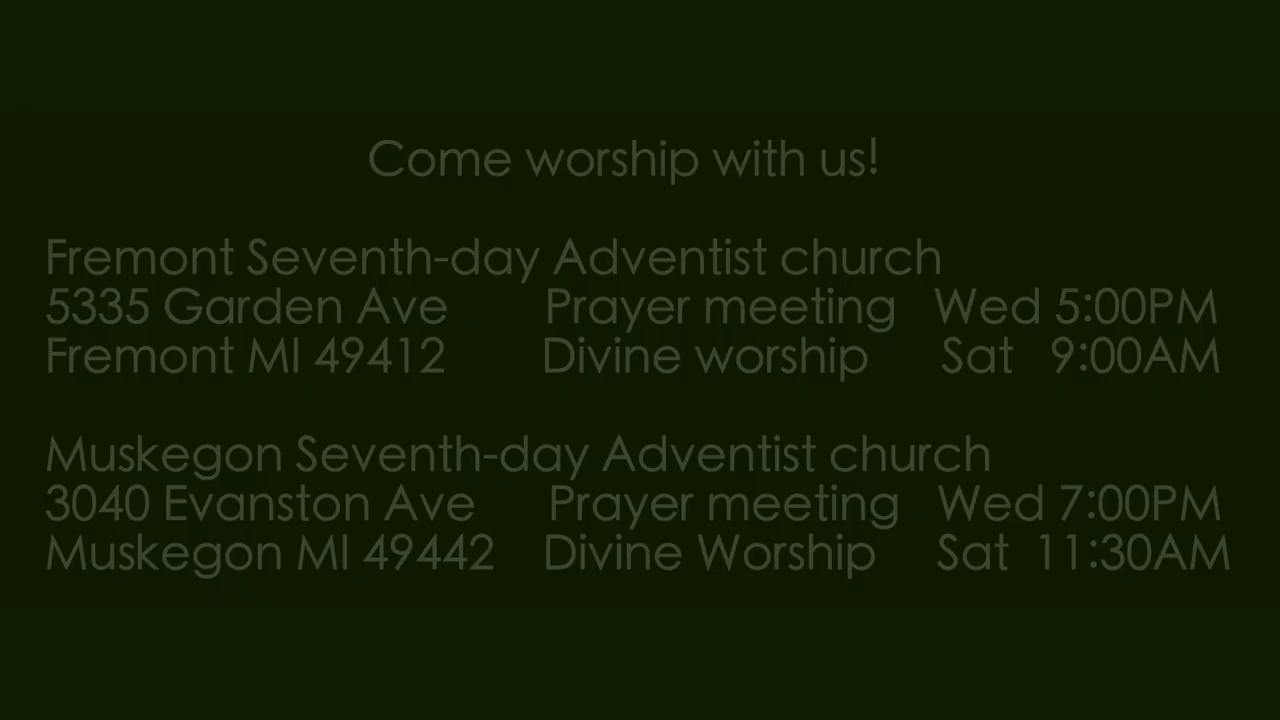 Come worship with us!
Fremont Seventh-day Adventist church
5335 Garden Ave Prayer meeting Wed 5:00PM
Fremont MI 49412 Divine worship Sat 9:00AM
Muskegon Seventh-day Adventist church
3040 Evanston Ave Prayer meeting Wed 7:00PM
Muskegon MI 49442 Divine Worship Sat 11:30AM